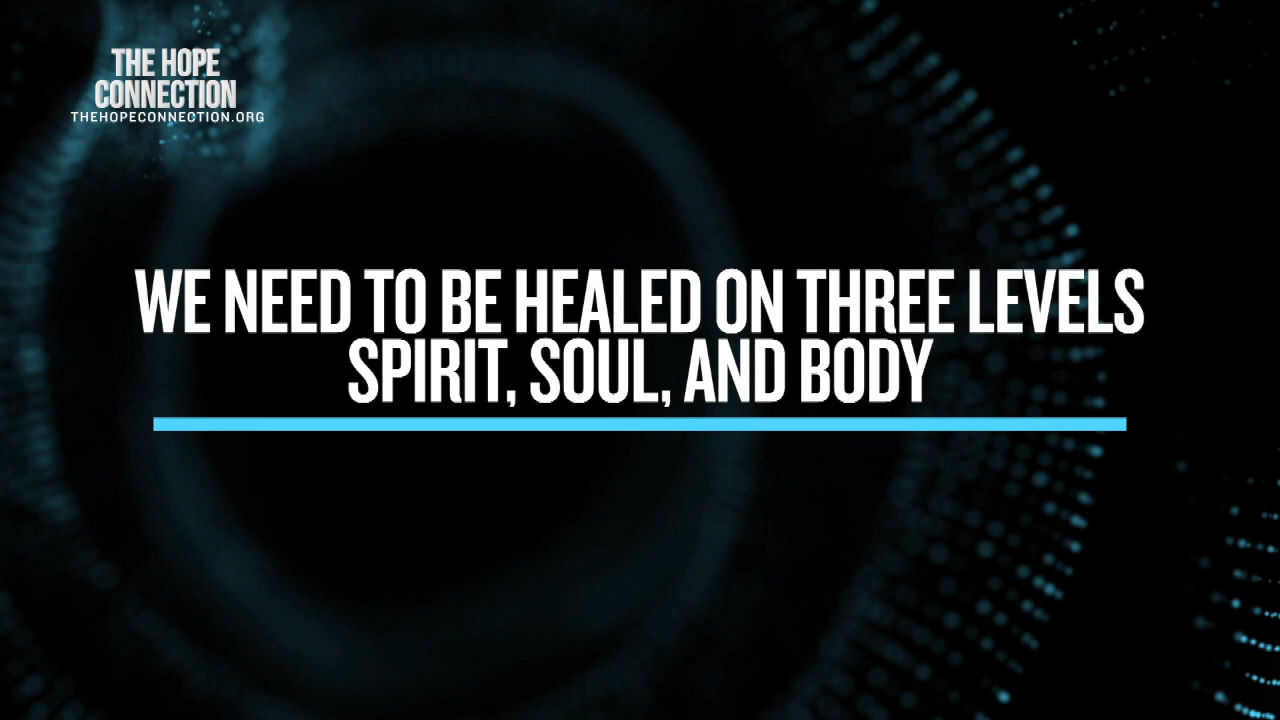 THE HOPE
CONNECTION
THEHOPECONNECTION.ORG
WE NEED TO BE HEALED ON THREE LEVELS
SPIRIT, SOUL, AND BODY